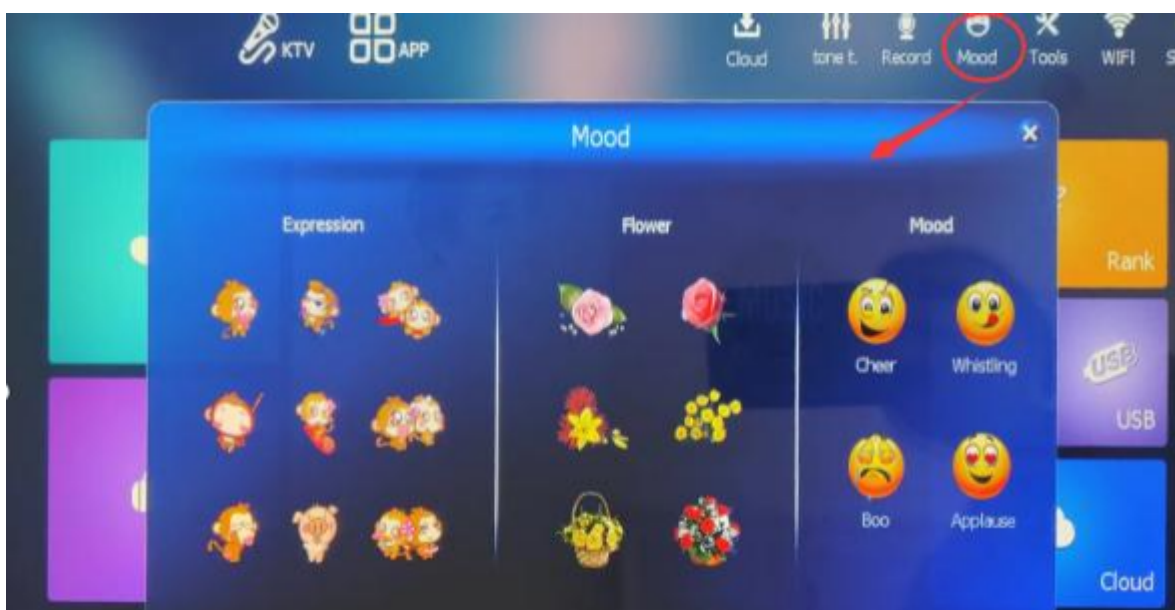 KTV
APP
Cloud
tone t.
Record
Mood
Tools
WIFI
S
Mood
Expression
Flower
Mood
Cheer
Whistling
Boo
Applause
Rank
USB
USB
Cloud